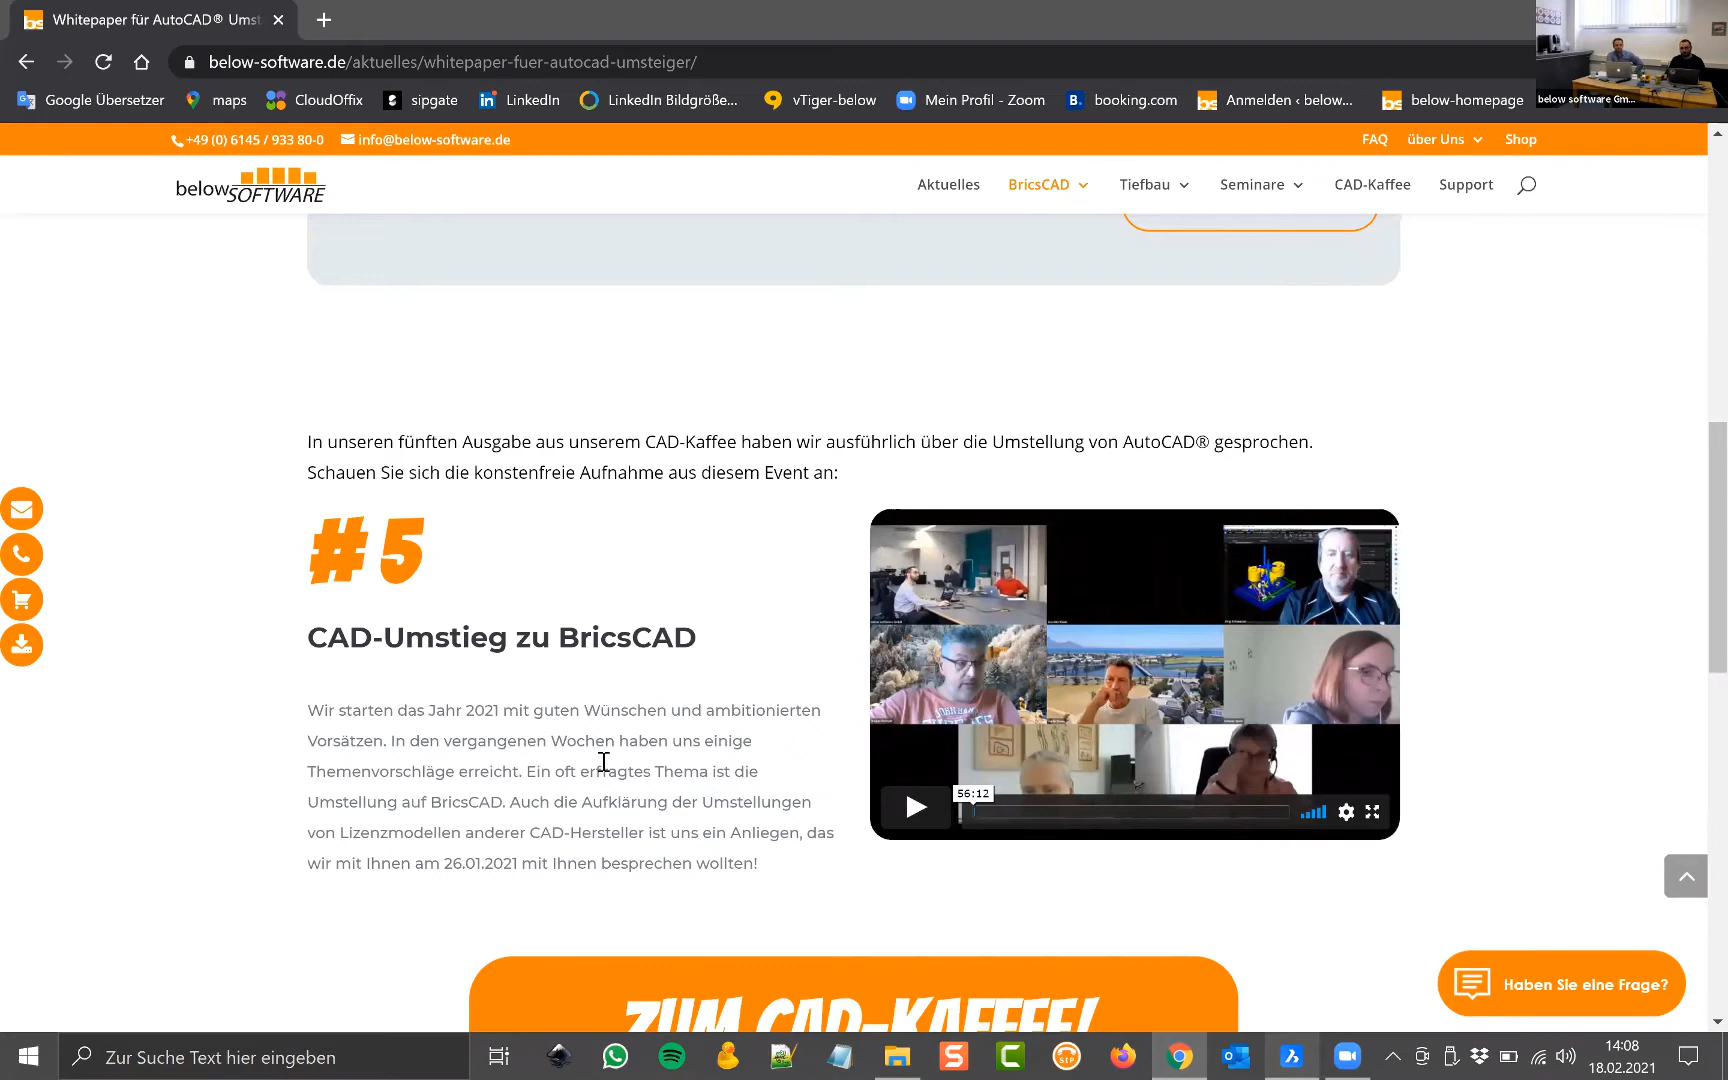 Whitepaper für AutoCAD® Umst
below-software.de/aktuelles/whitepaper-fuer-autocad-umsteiger/
Google Übersetzer
maps
CloudOffix
sipgate
LinkedIn
LinkedIn Bildgröße...
vTiger-below
Mein Profil - Zoom
booking.com
Anmelden ‹ below...
below-homepage
below software Gm...
+49 (0) 6145 / 933 80-0
info@below-software.de
FAQ
über Uns
Shop
belowSOFTWARE
Aktuelles
BricsCAD
Tiefbau
Seminare
CAD-Kaffee
Support
In unseren fünften Ausgabe aus unserem CAD-Kaffee haben wir ausführlich über die Umstellung von AutoCAD® gesprochen.
Schauen Sie sich die konstenfreie Aufnahme aus diesem Event an:
#5
CAD-Umstieg zu BricsCAD
Wir starten das Jahr 2021 mit guten Wünschen und ambitionierten
Vorsätzen. In den vergangenen Wochen haben uns einige
Themenvorschläge erreicht. Ein oft erfragtes Thema ist die
Umstellung auf BricsCAD. Auch die Aufklärung der Umstellungen
von Lizenzmodellen anderer CAD-Hersteller ist uns ein Anliegen, das
wir mit Ihnen am 26.01.2021 mit Ihnen besprechen wollten!
56:12
ZUM CAD-KAFFEE!
Haben Sie eine Frage?
Zur Suche Text hier eingeben
14:08
18.02.2021